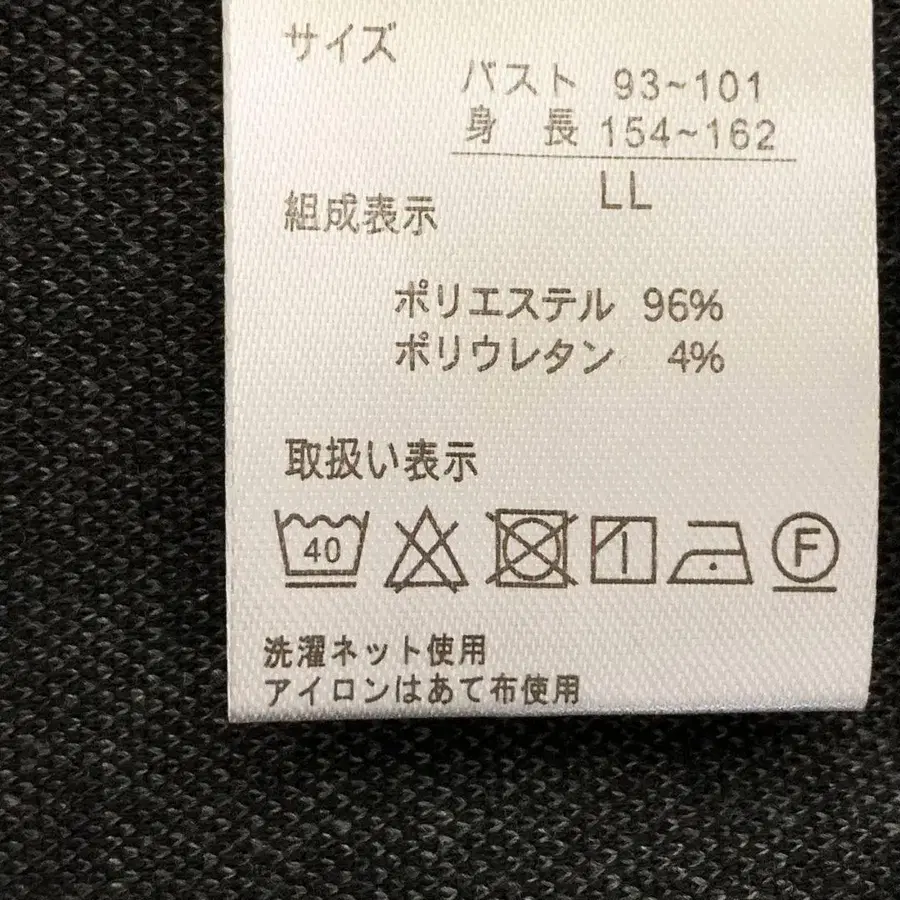 サイズ
バスト 93~101
身 長 154~162
LL
組成表示
ポリエステル 96%
ポリウレタン 4%
取扱い表示
40 F
洗濯ネット使用
アイロンはあて布使用